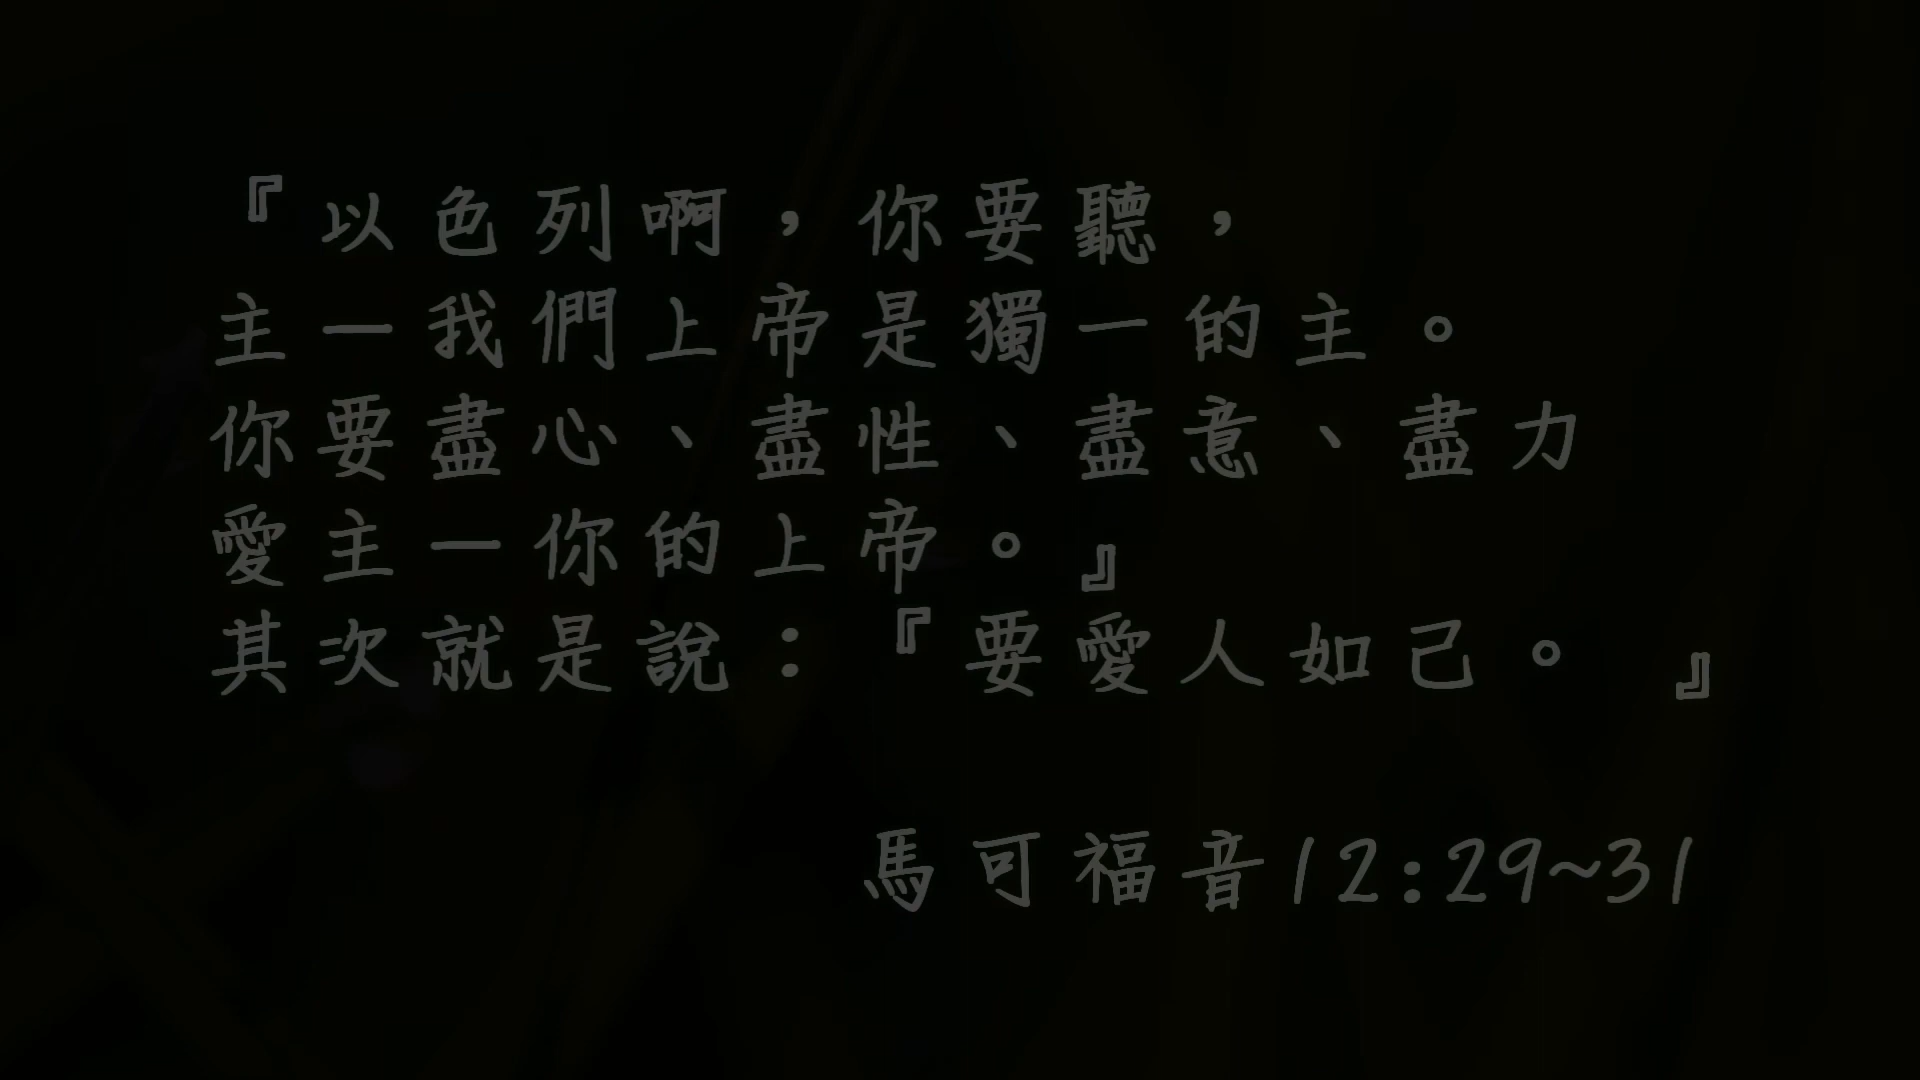 『以色列啊，你要聽，
主—我們上帝是獨一的主。
你要盡心、盡性、盡意、盡力
愛主—你的上帝。』
其次就是說：『要愛人如己。』
馬可福音12:29~31